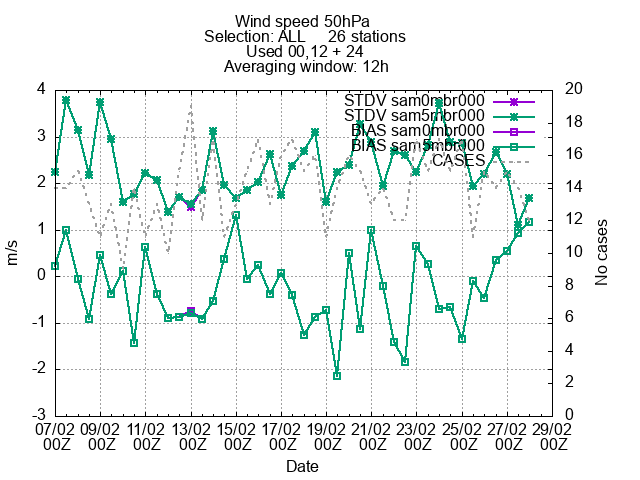 Wind speed 50hPa
Selection: ALL 26 stations
Used 00,12 + 24
Averaging window: 12h
STDV sam0mbr000
STDV sam5mbr000
BIAS sam0mbr000
BIAS sam5mbr000
CASES
4
3
2
1
0
-1
-2
-3
m/s
20
18
16
14
12
10
8
6
4
2
0
No cases
07/02 09/02 11/02 13/02 15/02 17/02 19/02 21/02 23/02 25/02 27/02 29/02
00Z 00Z 00Z 00Z 00Z 00Z 00Z 00Z 00Z 00Z 00Z 00Z
Date